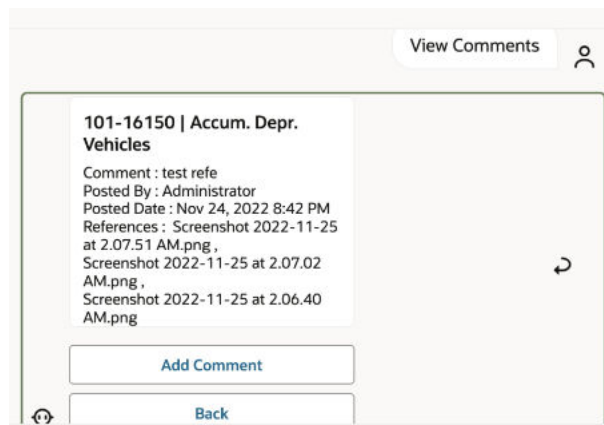 View Comments
101-16150 | Accum. Depr.
Vehicles
Comment : test refe
Posted By : Administrator
Posted Date : Nov 24, 2022 8:42 PM
References :  Screenshot 2022-11-25
at 2.07.51 AM.png ,
Screenshot 2022-11-25 at 2.07.02
AM.png ,
Screenshot 2022-11-25 at 2.06.40
AM.png
Add Comment
Back